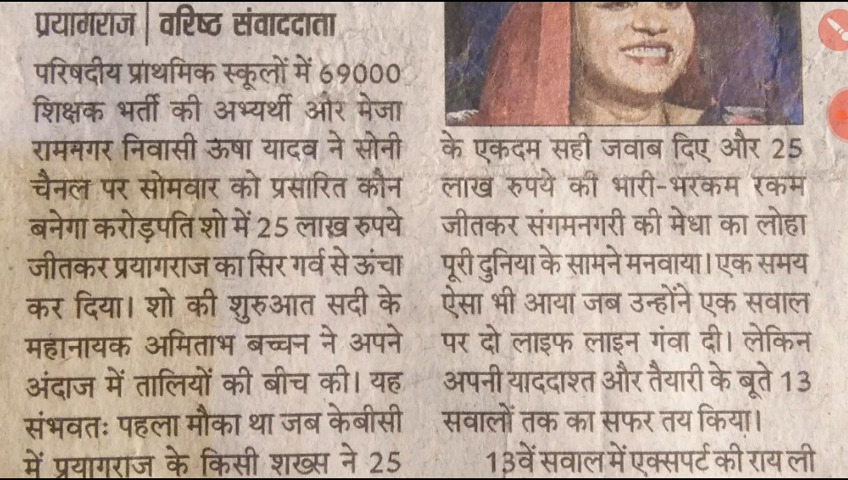 प्रयागराज | वरिष्ठ संवाददाता
परिषदीय प्राथमिक स्कूलों में 69000
शिक्षक भर्ती की अभ्यर्थी और मेजा
रामनगर निवासी ऊषा यादव ने सोनी
चैनल पर सोमवार को प्रसारित कौन
बनेगा करोड़पति शो में 25 लाख रुपये
जीतकर प्रयागराज का सिर गर्व से ऊंचा
कर दिया। शो की शुरुआत सदी के
महानायक अमिताभ बच्चन ने अपने
अंदाज में तालियों की बीच की। यह
संभवतः पहला मौका था जब केबीसी
में प्रयागराज के किसी शख्स ने 25
के एकदम सही जवाब दिए और 25
लाख रुपये की भारी-भरकम रकम
जीतकर संगमनगरी की मेधा का लोहा
पूरी दुनिया के सामने मनवाया। एक समय
ऐसा भी आया जब उन्होंने एक सवाल
पर दो लाइफ लाइन गंवा दी। लेकिन
अपनी याददाश्त और तैयारी के बूते 13
सवालों तक का सफर तय किया।
13वें सवाल में एक्सपर्ट की राय ली